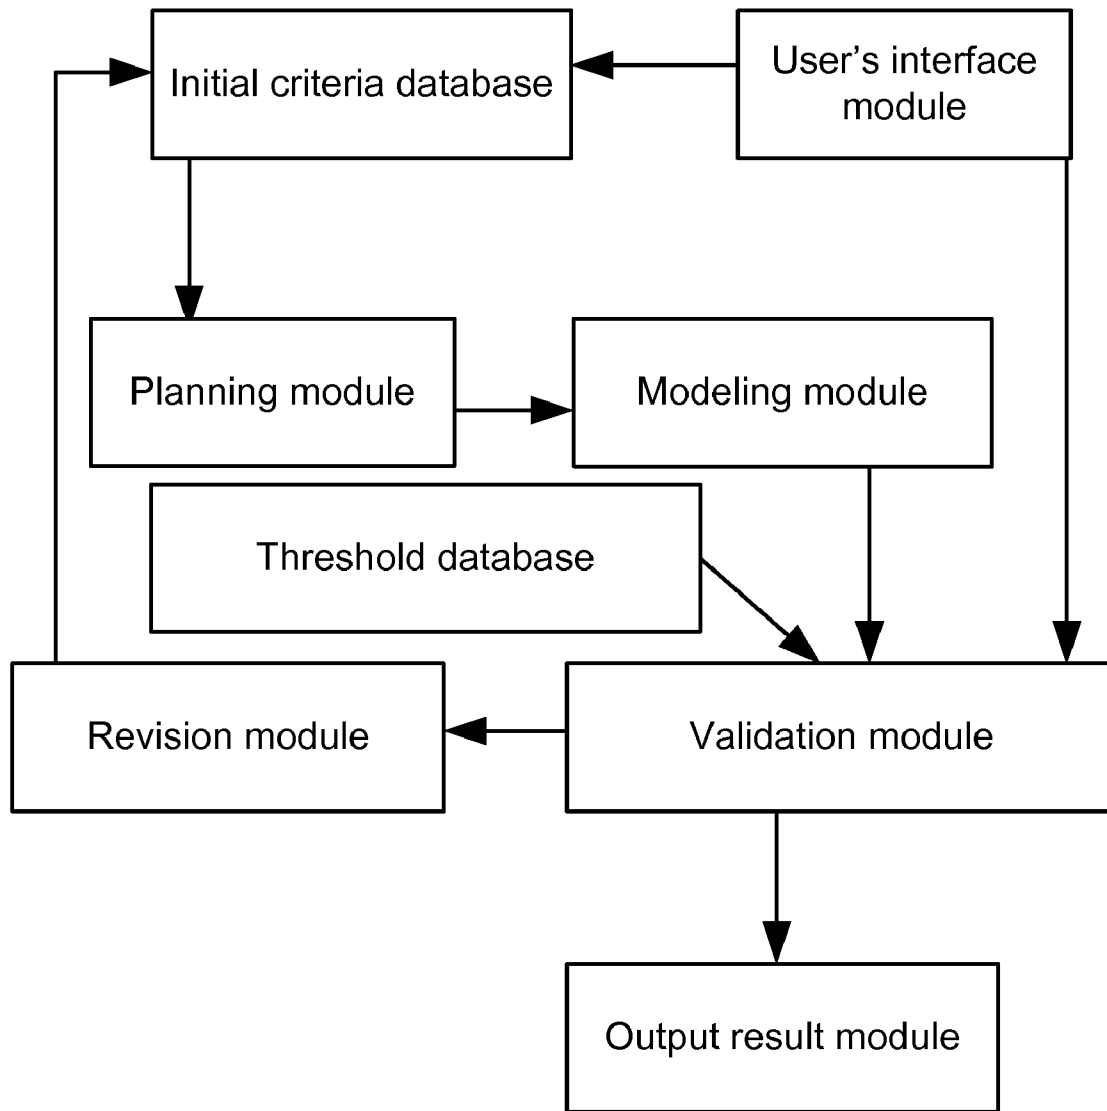 Initial criteria database
User’s interface
module
Planning module
Modeling module
Threshold database
Revision module
Validation module
Output result module